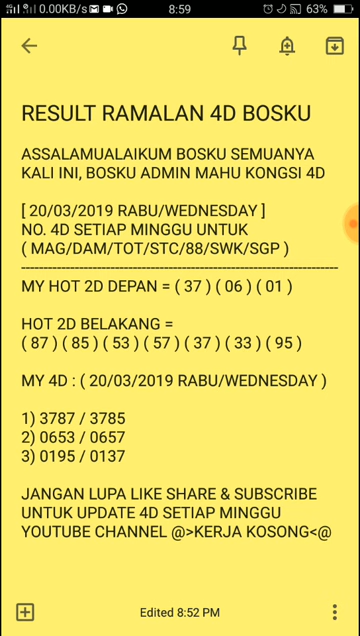 0.00KB/s 8:59 63%
RESULT RAMALAN 4D BOSKU
ASSALAMUALAIKUM BOSKU SEMUANYA
KALI INI, BOSKU ADMIN MAHU KONGSI 4D
[ 20/03/2019 RABU/WEDNESDAY ]
NO. 4D SETIAP MINGGU UNTUK
( MAG/DAM/TOT/STC/88/SWK/SGP )
----------------------------------------------------------------------
MY HOT 2D DEPAN = ( 37 ) ( 06 ) ( 01 )
HOT 2D BELAKANG =
( 87 ) ( 85 ) ( 53 ) ( 57 ) ( 37 ) ( 33 ) ( 95 )
MY 4D : ( 20/03/2019 RABU/WEDNESDAY )
1) 3787 / 3785
2) 0653 / 0657
3) 0195 / 0137
JANGAN LUPA LIKE SHARE & SUBSCRIBE
UNTUK UPDATE 4D SETIAP MINGGU
YOUTUBE CHANNEL @>KERJA KOSONG<@
Edited 8:52 PM